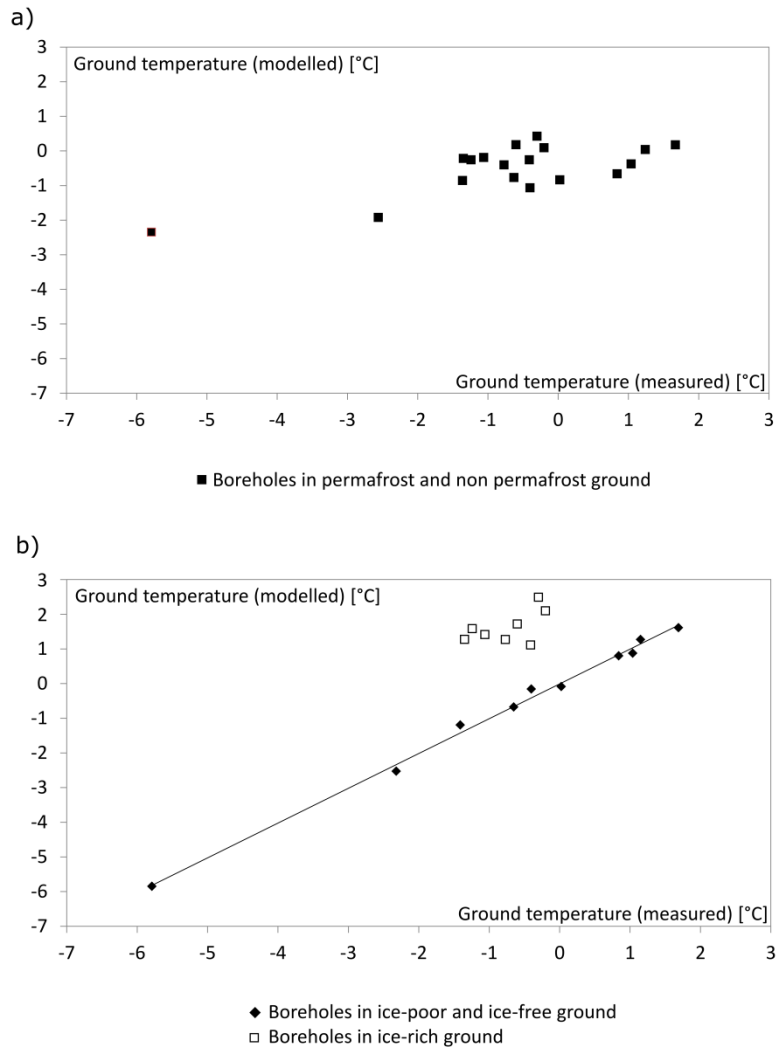 a)
3
Ground temperature (modelled) [°C]
2
1
0
-1
-2
-3
-4
-5
-6
Ground temperature (measured) [°C]
-7
-7 -6 -5 -4 -3 -2 -1 0 1 2 3
Boreholes in permafrost and non permafrost ground
b)
3
Ground temperature (modelled) [°C]
2
1
0
-1
-2
-3
-4
-5
-6
Ground temperature (measured) [°C]
-7
-7 -6 -5 -4 -3 -2 -1 0 1 2 3
Boreholes in ice-poor and ice-free ground
Boreholes in ice-rich ground